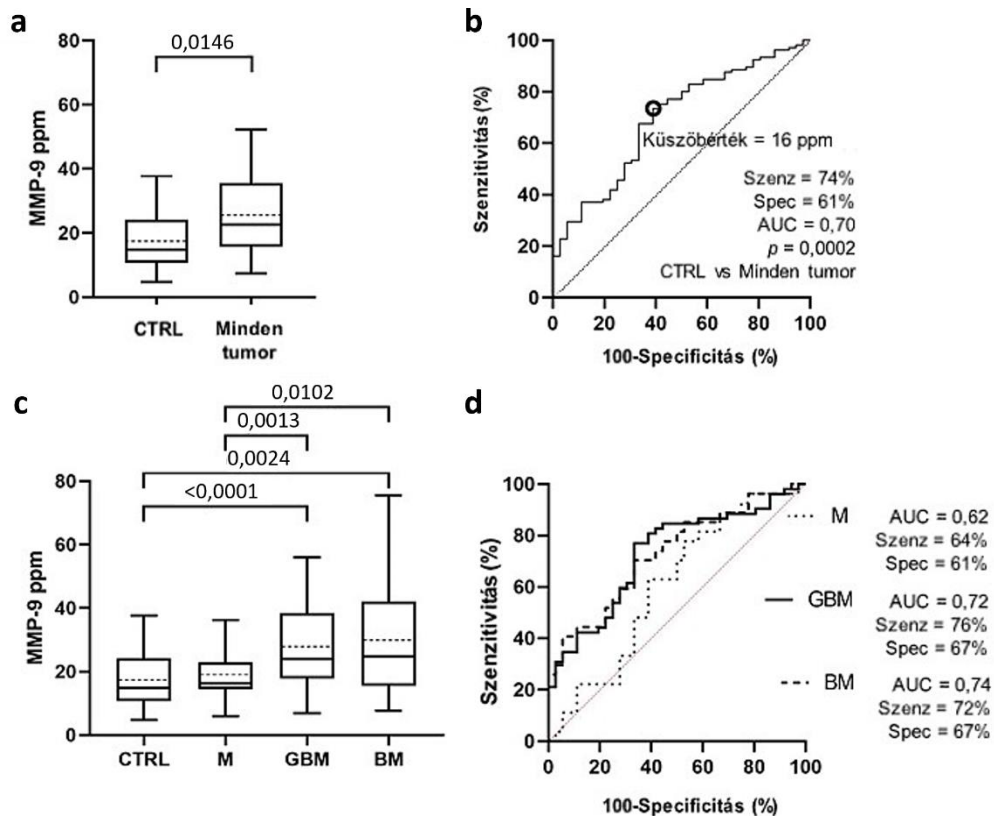 a
0,0146
MMP-9 ppm
80
60
40
20
0
CTRL
Minden
tumor
b
Szenzitivitás (%)
100
80
60
40
20
0
Küszöbérték = 16 ppm
Szenz = 74%
Spec = 61%
AUC = 0,70
p = 0,0002
CTRL vs Minden tumor
0 20 40 60 80 100
100-Specificitás (%)
c
0,0102
0,0013
0,0024
<0,0001
MMP-9 ppm
80
60
40
20
0
CTRL M GBM BM
d
Szenzitivitás (%)
100
80
60
40
20
0
0 20 40 60 80 100
100-Specificitás (%)
M
AUC = 0,62
Szenz = 64%
Spec = 61%
GBM
AUC = 0,72
Szenz = 76%
Spec = 67%
BM
AUC = 0,74
Szenz = 72%
Spec = 67%